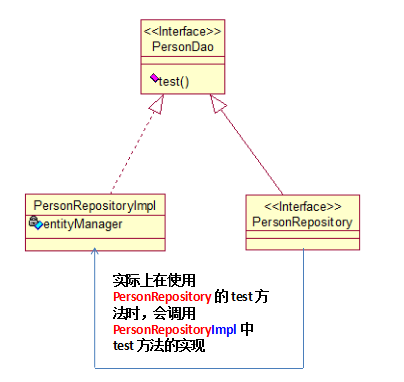 <<Interface>>
PersonDao
test()
PersonRepositoryImpl
entityManager
<<Interface>>
PersonRepository
实际上在使用
PersonRepository 的 test 方
法时，会调用
PersonRepositoryImpl 中
test 方法的实现